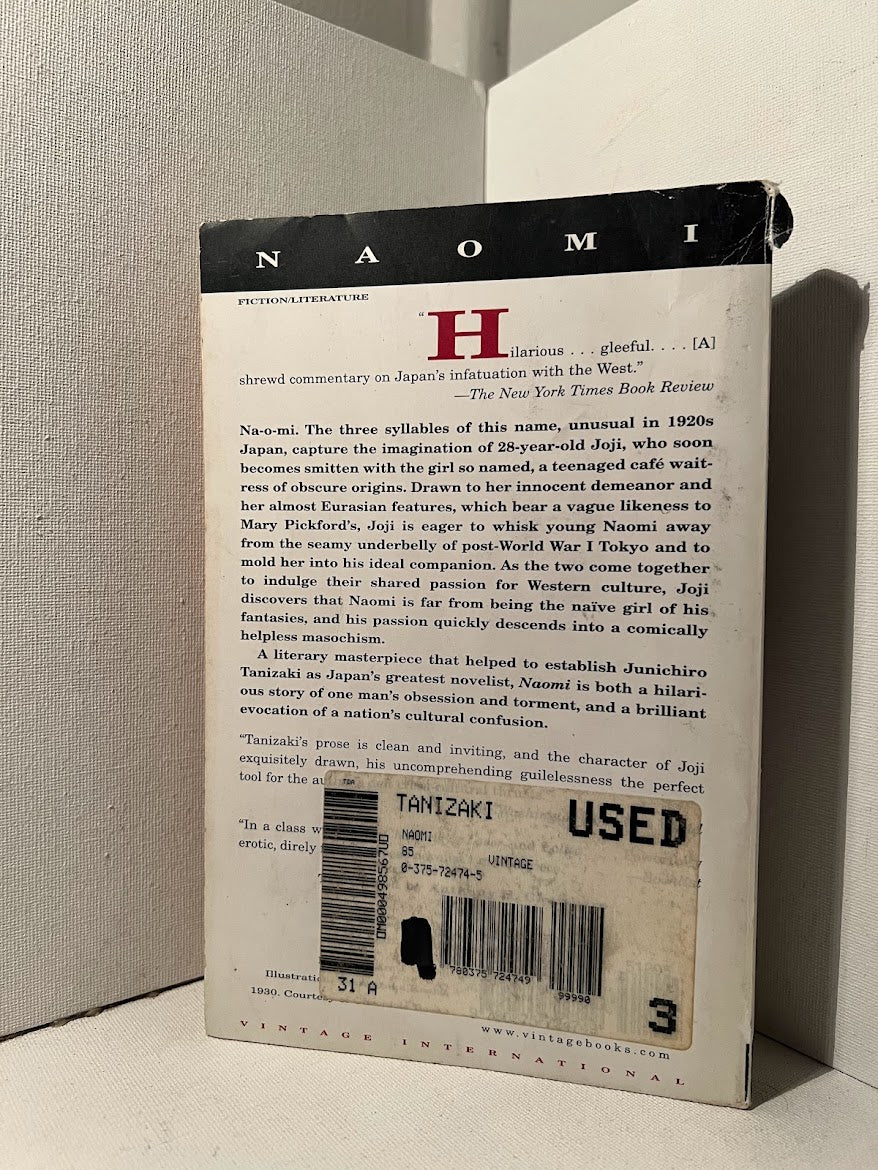 NAOMI
FICTION/LITERATURE
“Hilarious . . . gleeful. . . . [A]
shrewd commentary on Japan’s infatuation with the West.”
—The New York Times Book Review
Na-o-mi. The three syllables of this name, unusual in 1920s
Japan, capture the imagination of 28-year-old Joji, who soon
becomes smitten with the girl so named, a teenaged café wait-
ress of obscure origins. Drawn to her innocent demeanor and
her almost Eurasian features, which bear a vague likeness to
Mary Pickford’s, Joji is eager to whisk young Naomi away
from the seamy underbelly of post-World War I Tokyo and to
mold her into his ideal companion. As the two come together
to indulge their shared passion for Western culture, Joji
discovers that Naomi is far from being the naïve girl of his
fantasies, and his passion quickly descends into a comically
helpless masochism.
A literary masterpiece that helped to establish Junichiro
Tanizaki as Japan’s greatest novelist, Naomi is both a hilari-
ous story of one man’s obsession and torment, and a brilliant
evocation of a nation’s cultural confusion.
“Tanizaki’s prose is clean and inviting, and the character of Joji
exquisitely drawn, his uncomprehending guilelessness the perfect
tool for the
“In a class
erotic, direly
TANIZAKI
USED
NAOMI
85
VINTAGE
0-375-72474-5
OM000498567UD
780375 724749
99990
31 A
3
1930.
www.vintagebooks.com
VINTAGE INTERNATIONAL